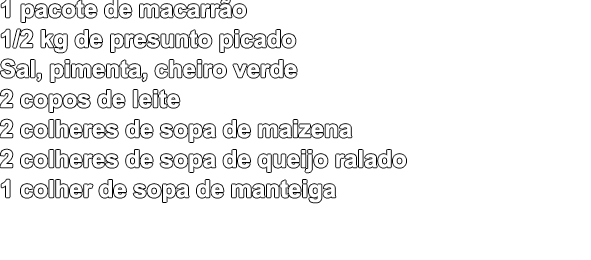 1 pacote de macarrão
1/2 kg de presunto picado
Sal, pimenta, cheiro verde
2 copos de leite
2 colheres de sopa de maizena
2 colheres de sopa de queijo ralado
1 colher de sopa de manteiga